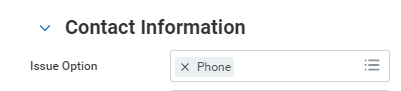 Contact Information
Issue Option
× Phone